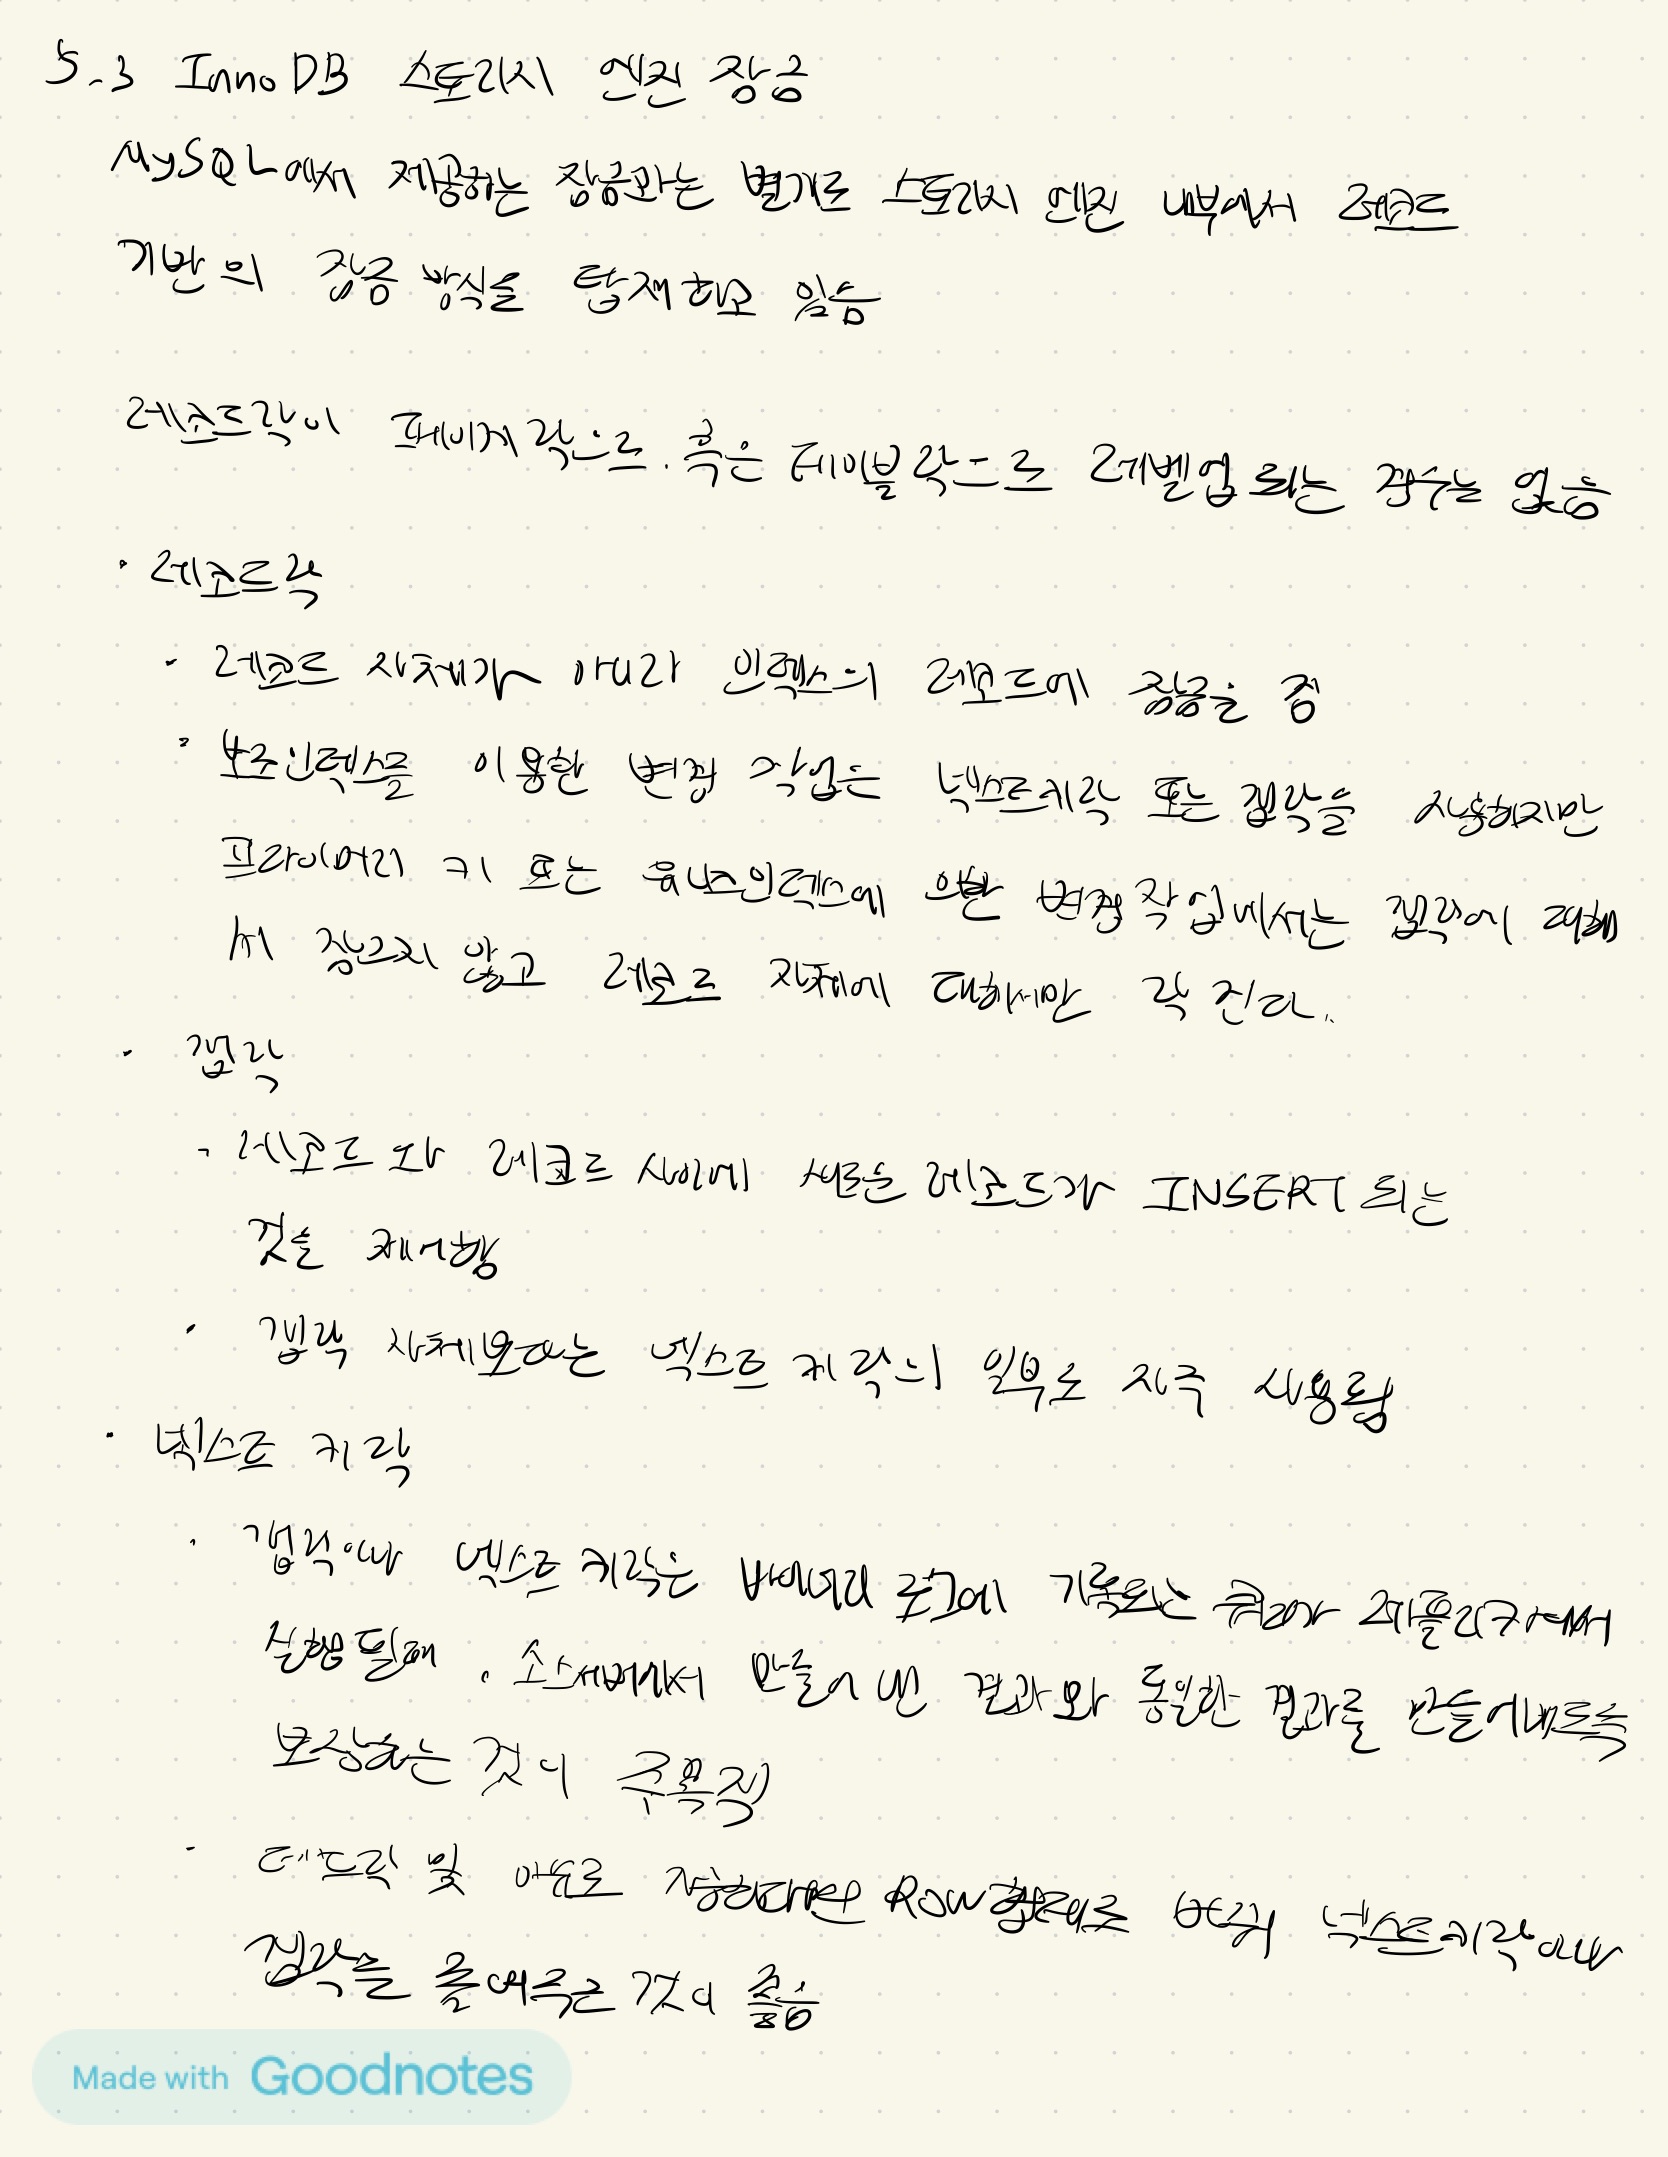 5.3 InnoDB 스토리지 엔진 잠금
MySQL에서 제공하는 잠금과는 별개로 스토리지 엔진 내부에서 레코드
기반의 잠금 방식을 탑재하고 있음
레코드락이 페이지락으로, 혹은 테이블락으로 레벨업되는 경우는 없음
· 레코드락
· 레코드 자체가 아니라 인덱스의 레코드에 잠금을 검
· 보조인덱스를 이용한 변경 작업은 넥스트키락 또는 갭락을 사용하지만
프라이머리 키 또는 유니크인덱스에 의한 변경작업에서는 갭락에 대해
서 잠그지 않고 레코드 자체에 대해서만 락 건다.
· 갭락
· 레코드와 레코드 사이에 새로운 레코드가 INSERT되는
것을 제어함
· 갭락 자체보다는 넥스트 키락의 일부로 자주 사용됨
· 넥스트 키락
· 갭락이나 넥스트 키락은 바이너리 로그에 기록되는 쿼리가 레플리카에서
실행될때, 소스서버에서 만들어 낸 결과와 동일한 결과를 만들어내도록
보장하는 것이 주목적
· 데드락 및 이유로 가능하다면 ROW형태로 바꿔 넥스트키락이나
갭락을 줄여주는 것이 좋음
Made with Goodnotes